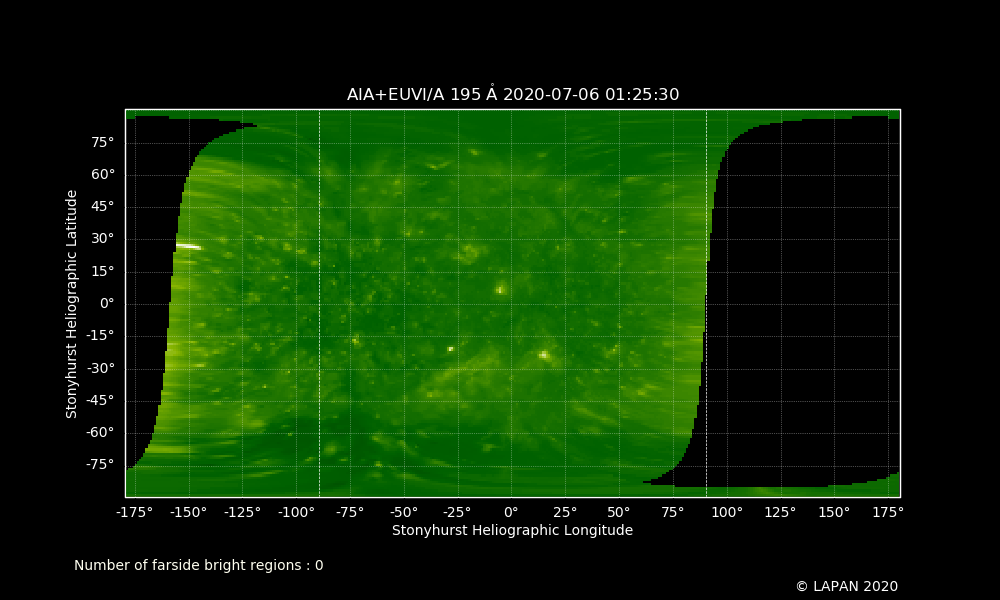 AIA+EUVI/A 195 Å 2020-07-06 01:25:30
75°
60°
45°
30°
15°
0°
-15°
-30°
-45°
-60°
-75°
Stonyhurst Heliographic Latitude
-175° -150° -125° -100° -75° -50° -25° 0° 25° 50° 75° 100° 125° 150° 175°
Stonyhurst Heliographic Longitude
Number of farside bright regions : 0
© LAPAN 2020